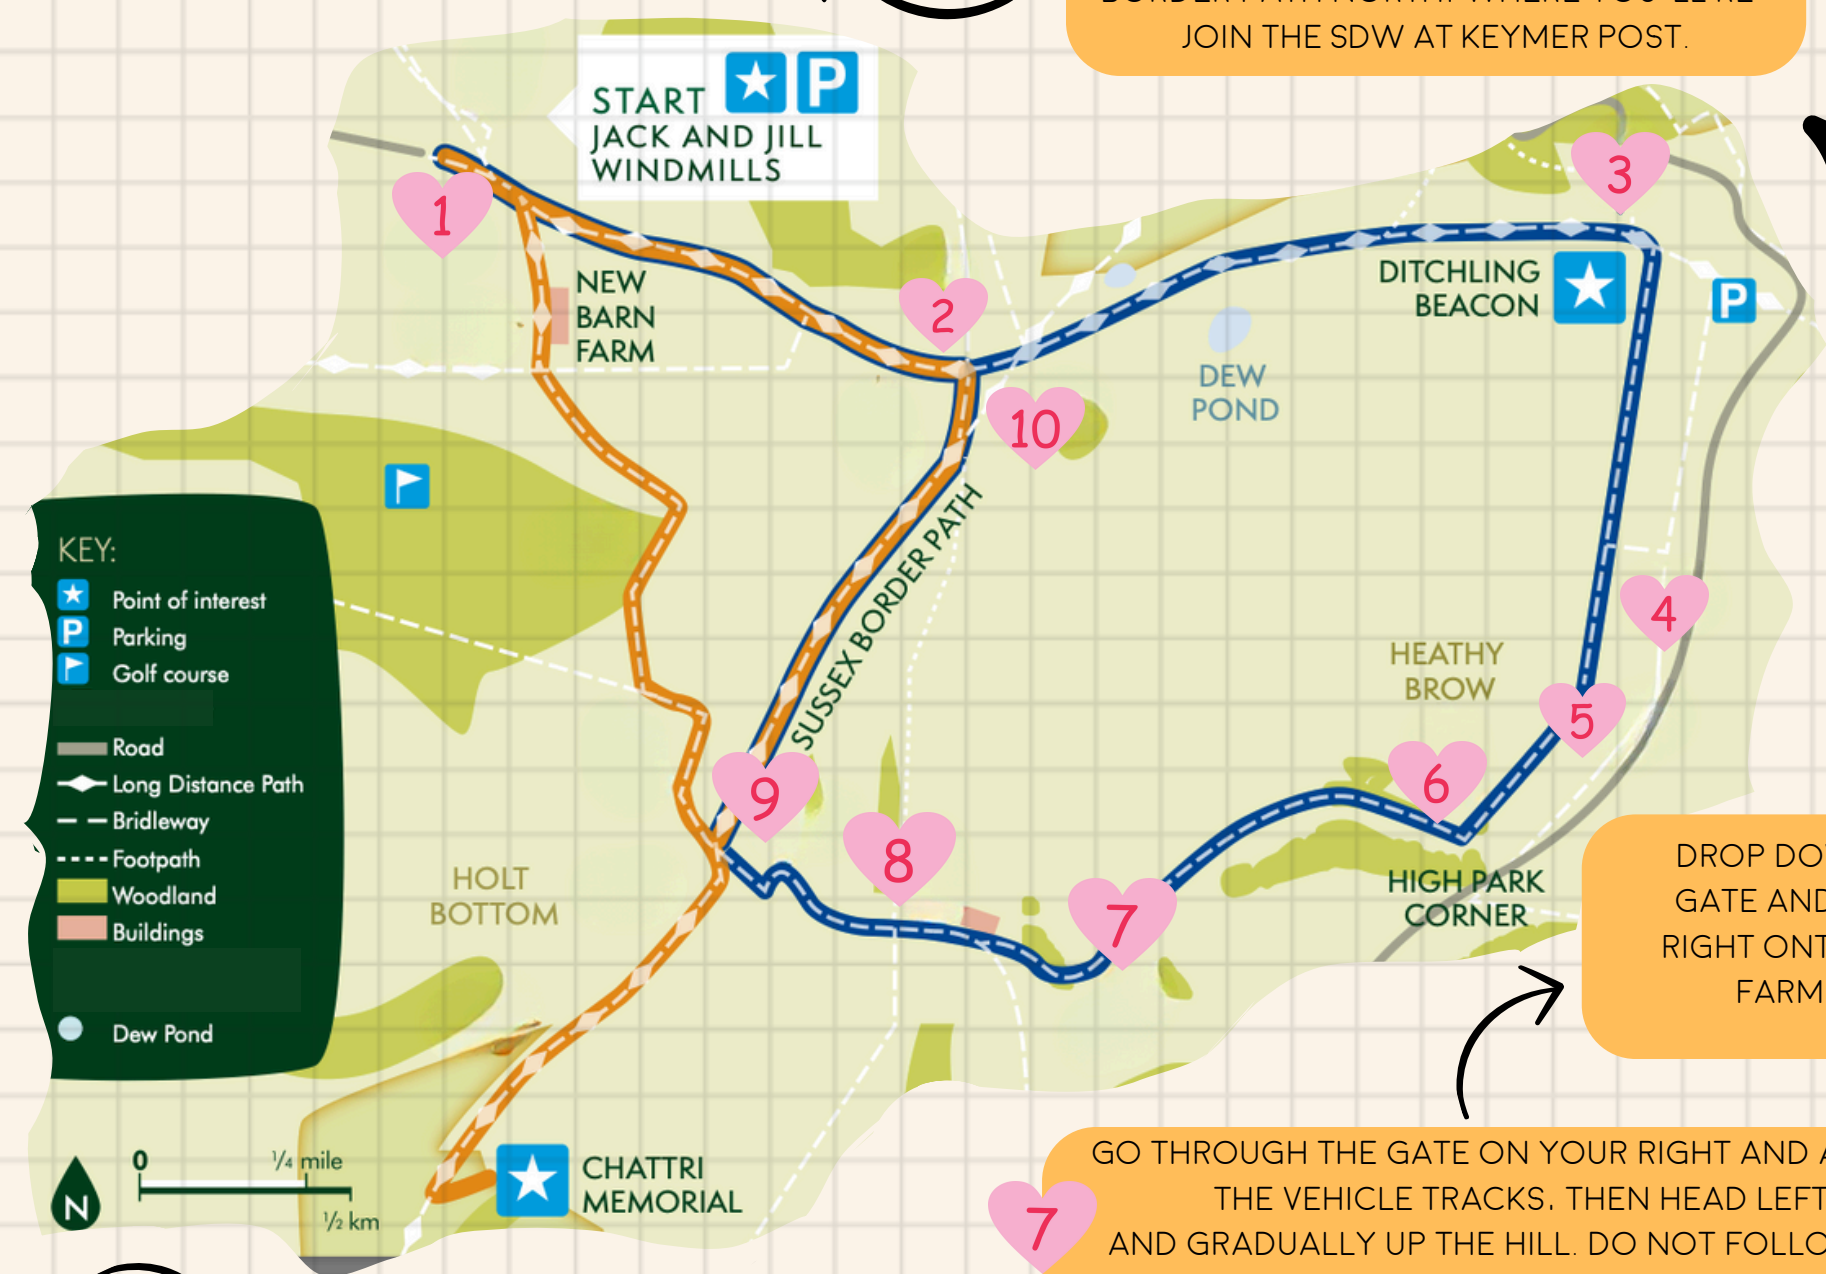 JOIN THE SDW AT KEYMER POST.
START
P
JACK AND JILL
WINDMILLS
1
NEW
BARN
FARM
2
3
DITCHLING
BEACON
P
DEW
POND
10
SUSSEX BORDER PATH
4
HEATHY
BROW
5
6
HIGH PARK
CORNER
7
8
9
HOLT
BOTTOM
CHATTRI
MEMORIAL
KEY:
Point of interest
P Parking
Golf course
Road
Long Distance Path
Bridleway
Footpath
Woodland
Buildings
Dew Pond
N
0 1/4 mile
1/2 km
DROP DO
GATE AND
RIGHT ONT
FARM
7
GO THROUGH THE GATE ON YOUR RIGHT AND
THE VEHICLE TRACKS. THEN HEAD LEFT
AND GRADUALLY UP THE HILL. DO NOT FOLLO